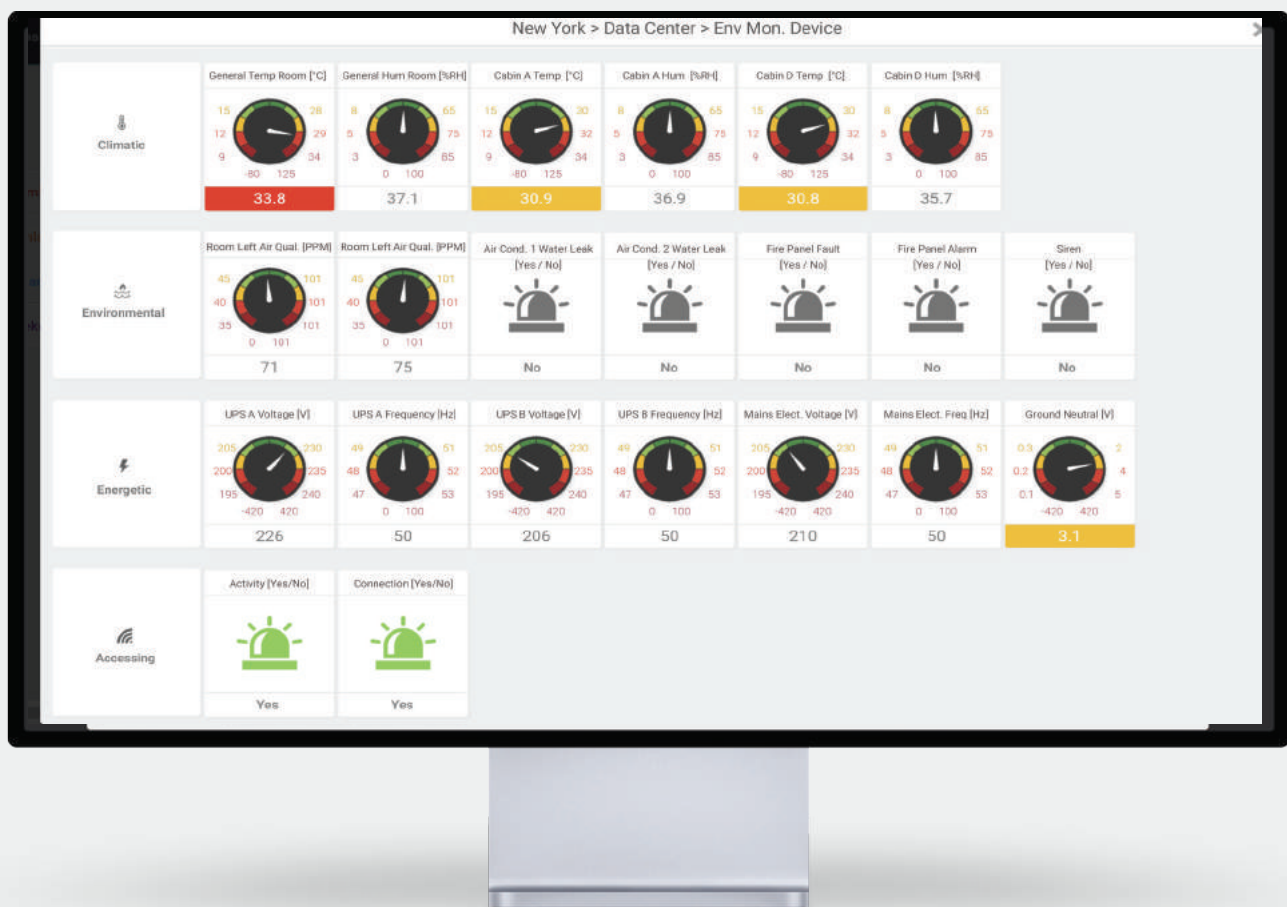 New York > Data Center > Env Mon. Device
General Temp Room [°C]
General Hum Room [%RH]
Cabin A Temp [°C]
Cabin A Hum [%RH]
Cabin D Temp [°C]
Cabin D Hum [%RH]
15 28
12 29
9 34
-80 125
33.8
8 65
5 75
3 85
0 100
37.1
15 30
12 32
9 34
-80 125
30.9
8 65
5 75
3 85
0 100
36.9
15 30
12 32
9 34
-80 125
30.8
8 65
5 75
3 85
0 100
35.7
Climatic
Room Left Air Qual. [PPM]
Room Left Air Qual. [PPM]
Air Cond. 1 Water Leak
[Yes / No]
Air Cond. 2 Water Leak
[Yes / No]
Fire Panel Fault
[Yes / No]
Fire Panel Alarm
[Yes / No]
Siren
[Yes / No]
45 101
40 101
35 101
0 101
71
45 101
40 101
35 101
0 101
75
No
No
No
No
No
Environmental
UPS A Voltage [V]
UPS A Frequency [Hz]
UPS B Voltage [V]
UPS B Frequency [Hz]
Mains Elect. Voltage [V]
Mains Elect. Freq [Hz]
Ground Neutral [V]
205 230
200 235
195 240
-420 420
226
49 51
48 52
47 53
0 100
50
205 230
200 235
195 240
-420 420
206
49 51
48 52
47 53
0 100
50
205 230
200 235
195 240
-420 420
210
49 51
48 52
47 53
0 100
50
0.3 2
0.2 4
0.1 5
-420 420
3.1
Energetic
Activity [Yes/No]
Connection [Yes/No]
Accessing
Yes
Yes